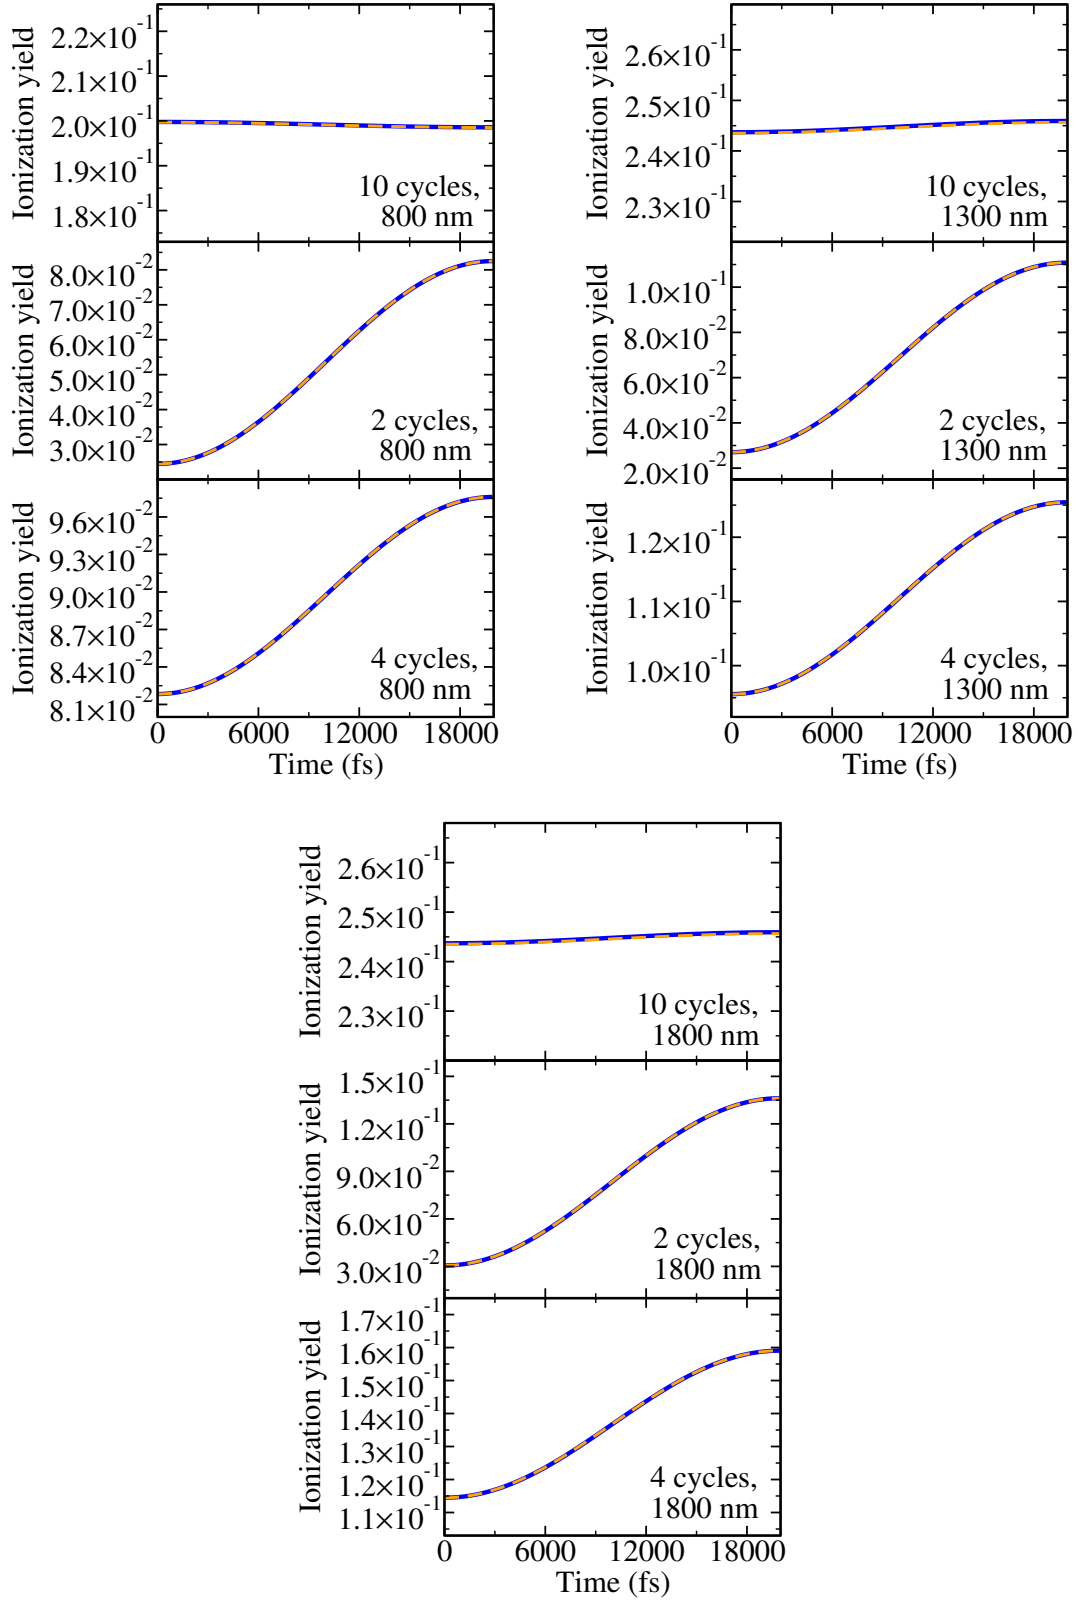 Ionization yield
2.2×10⁻¹
2.1×10⁻¹
2.0×10⁻¹
1.9×10⁻¹
1.8×10⁻¹
10 cycles,
800 nm
Ionization yield
8.0×10⁻²
7.0×10⁻²
6.0×10⁻²
5.0×10⁻²
4.0×10⁻²
3.0×10⁻²
2 cycles,
800 nm
Ionization yield
9.6×10⁻²
9.3×10⁻²
9.0×10⁻²
8.7×10⁻²
8.4×10⁻²
8.1×10⁻²
4 cycles,
800 nm
0 6000 12000 18000
Time (fs)
Ionization yield
2.6×10⁻¹
2.5×10⁻¹
2.4×10⁻¹
2.3×10⁻¹
10 cycles,
1300 nm
Ionization yield
1.0×10⁻¹
8.0×10⁻²
6.0×10⁻²
4.0×10⁻²
2.0×10⁻²
2 cycles,
1300 nm
Ionization yield
1.2×10⁻¹
1.1×10⁻¹
1.0×10⁻¹
4 cycles,
1300 nm
0 6000 12000 18000
Time (fs)
Ionization yield
2.6×10⁻¹
2.5×10⁻¹
2.4×10⁻¹
2.3×10⁻¹
10 cycles,
1800 nm
Ionization yield
1.5×10⁻¹
1.2×10⁻¹
9.0×10⁻²
6.0×10⁻²
3.0×10⁻²
2 cycles,
1800 nm
Ionization yield
1.7×10⁻¹
1.6×10⁻¹
1.5×10⁻¹
1.4×10⁻¹
1.3×10⁻¹
1.2×10⁻¹
1.1×10⁻¹
4 cycles,
1800 nm
0 6000 12000 18000
Time (fs)